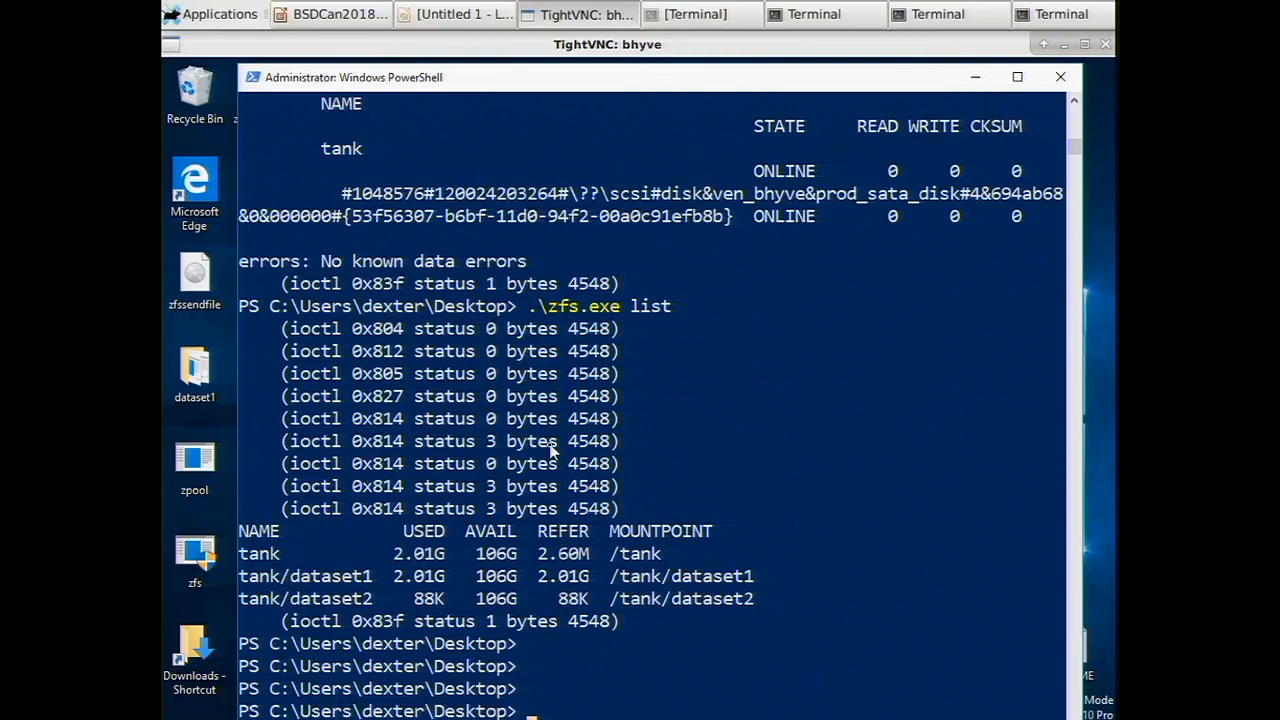 Applications
BSDCan2018...
[Untitled 1 - L...
TightVNC: bh...
[Terminal]
Terminal
Terminal
Terminal
TightVNC: bhyve
Administrator: Windows PowerShell
Recycle Bin
Microsoft
Edge
zfssendfile
dataset1
zpool
zfs
Downloads -
Shortcut
NAME
STATE READ WRITE CKSUM
tank
ONLINE 0 0 0
#1048576#120024203264#\??\scsi#disk&ven_bhyve&prod_sata_disk#4&694ab68
&0&000000#{53f56307-b6bf-11d0-94f2-00a0c91efb8b} ONLINE 0 0 0
errors: No known data errors
(ioctl 0x83f status 1 bytes 4548)
PS C:\Users\dexter\Desktop> .\zfs.exe list
(ioctl 0x804 status 0 bytes 4548)
(ioctl 0x812 status 0 bytes 4548)
(ioctl 0x805 status 0 bytes 4548)
(ioctl 0x827 status 0 bytes 4548)
(ioctl 0x814 status 0 bytes 4548)
(ioctl 0x814 status 3 bytes 4548)
(ioctl 0x814 status 0 bytes 4548)
(ioctl 0x814 status 3 bytes 4548)
(ioctl 0x814 status 3 bytes 4548)
NAME USED AVAIL REFER MOUNTPOINT
tank 2.01G 106G 2.60M /tank
tank/dataset1 2.01G 106G 2.01G /tank/dataset1
tank/dataset2 88K 106G 88K /tank/dataset2
(ioctl 0x83f status 1 bytes 4548)
PS C:\Users\dexter\Desktop>
PS C:\Users\dexter\Desktop>
PS C:\Users\dexter\Desktop>
PS C:\Users\dexter\Desktop>
ME
Mode
10 Pro